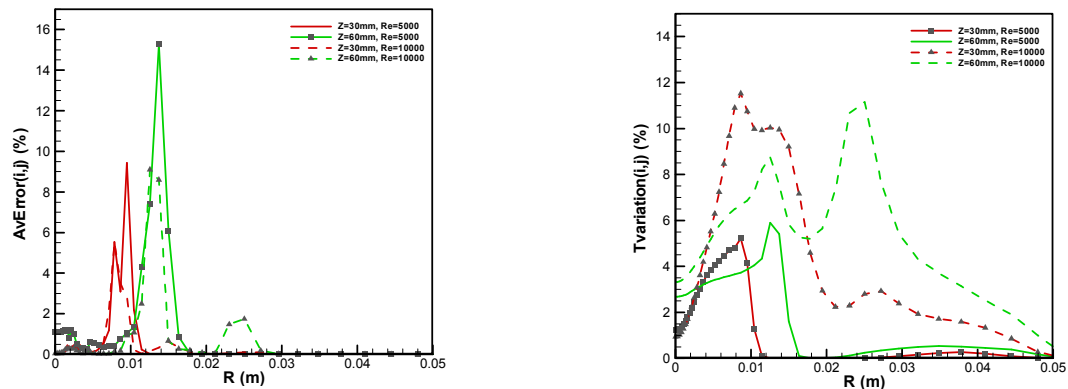 AvError(i,j) (%)
16
14
12
10
8
6
4
2
0
0
0.01
0.02
0.03
0.04
0.05
R (m)
Z=30mm, Re=5000
Z=60mm, Re=5000
Z=30mm, Re=10000
Z=60mm, Re=10000
Tvariation(i,j) (%)
14
12
10
8
6
4
2
0
0
0.01
0.02
0.03
0.04
0.05
R (m)
Z=30mm, Re=5000
Z=60mm, Re=5000
Z=30mm, Re=10000
Z=60mm, Re=10000